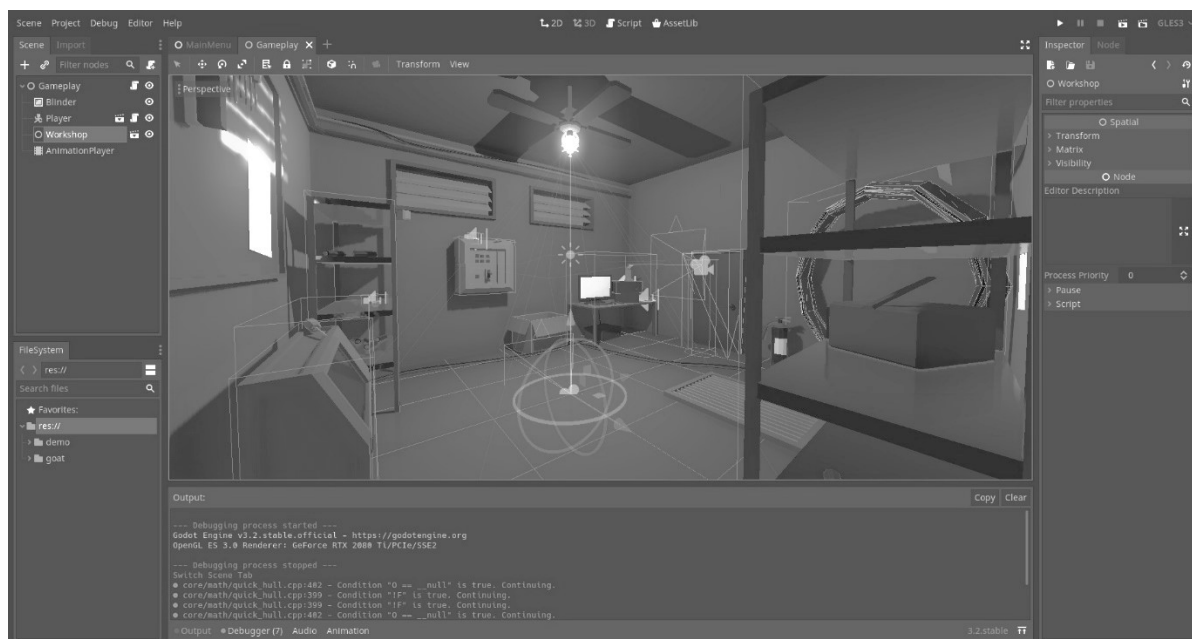 Scene Project Debug Editor Help 2D 3D Script AssetLib GLES3
Scene Import MainMenu Gameplay Inspector Node
Filter nodes Transform View
Perspective
Gameplay
Blinder
Player
Workshop
AnimationPlayer
Workshop
Filter properties
Spatial
Transform
Matrix
Visibility
Node
Editor Description
Process Priority 0
Pause
Script
FileSystem
res://
Search files
Favorites:
res://
demo
goat
Output: Copy Clear
--- Debugging process started ---
Godot Engine v3.2.stable.official - https://godotengine.org
OpenGL ES 3.0 Renderer: GeForce RTX 2080 Ti/PCIe/SSE2
--- Debugging process stopped ---
Switch Scene Tab
● core/math/quick_hull.cpp:402 - Condition "O == __null" is true. Continuing.
● core/math/quick_hull.cpp:399 - Condition "!F" is true. Continuing.
● core/math/quick_hull.cpp:399 - Condition "!F" is true. Continuing.
● core/math/quick_hull.cpp:402 - Condition "O == __null" is true. Continuing.
Output Debugger (7) Audio Animation 3.2.stable